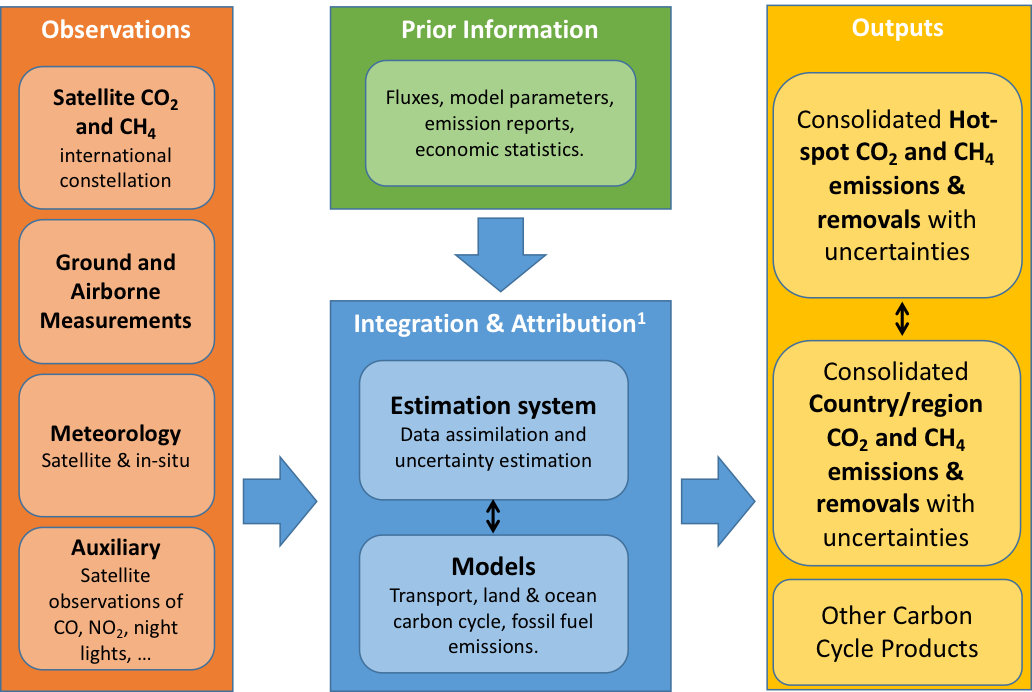 Observations
Satellite CO₂
and CH₄
international
constellation
Ground and
Airborne
Measurements
Meteorology
Satellite & in-situ
Auxiliary
Satellite
observations of
CO, NO₂, night
lights, ...
Prior Information
Fluxes, model parameters,
emission reports,
economic statistics.
Integration & Attribution¹
Estimation system
Data assimilation and
uncertainty estimation
Models
Transport, land & ocean
carbon cycle, fossil fuel
emissions.
Outputs
Consolidated Hot-
spot CO₂ and CH₄
emissions &
removals with
uncertainties
Consolidated
Country/region
CO₂ and CH₄
emissions &
removals with
uncertainties
Other Carbon
Cycle Products